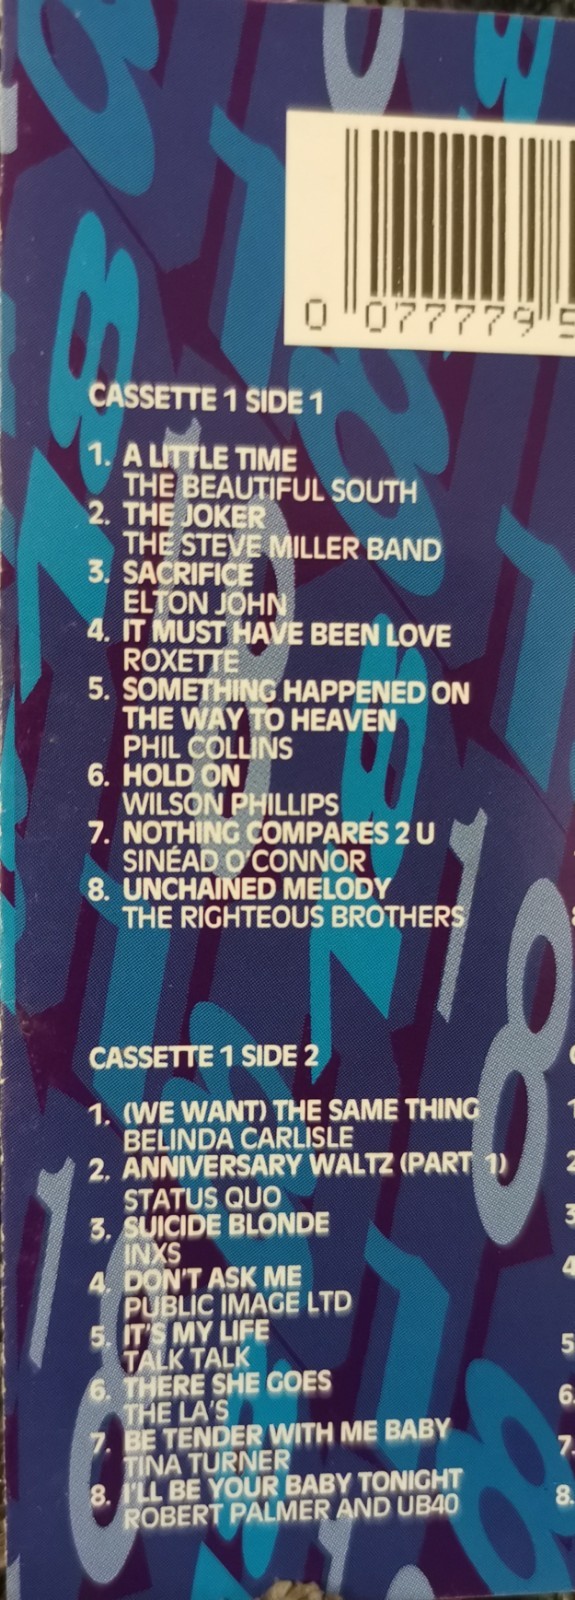 0 077779 5
CASSETTE 1 SIDE 1
1. A LITTLE TIME
THE BEAUTIFUL SOUTH
2. THE JOKER
THE STEVE MILLER BAND
3. SACRIFICE
ELTON JOHN
4. IT MUST HAVE BEEN LOVE
ROXETTE
5. SOMETHING HAPPENED ON
THE WAY TO HEAVEN
PHIL COLLINS
6. HOLD ON
WILSON PHILLIPS
7. NOTHING COMPARES 2 U
SINÉAD O'CONNOR
8. UNCHAINED MELODY
THE RIGHTEOUS BROTHERS
CASSETTE 1 SIDE 2
1. (WE WANT) THE SAME THING
BELINDA CARLISLE
2. ANNIVERSARY WALTZ (PART 1)
STATUS QUO
3. SUICIDE BLONDE
INXS
4. DON'T ASK ME
PUBLIC IMAGE LTD
5. IT'S MY LIFE
TALK TALK
6. THERE SHE GOES
THE LA'S
7. BE TENDER WITH ME BABY
TINA TURNER
8. I'LL BE YOUR BABY TONIGHT
ROBERT PALMER AND UB40